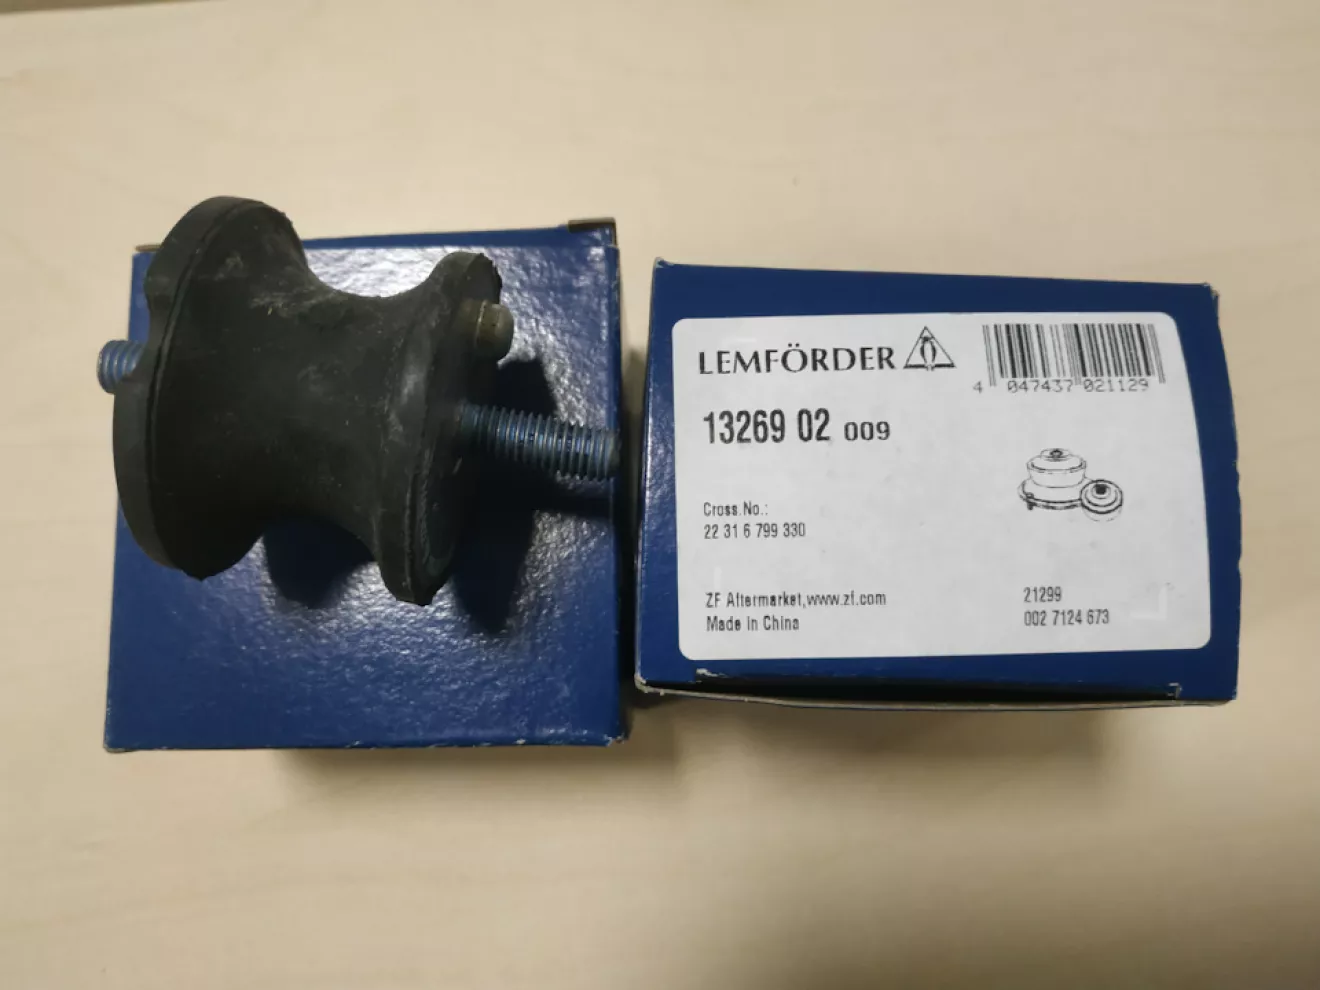 LEMFÖRDER
4 047437 021129
13269 02 009
Cross.No.:
22 31 6 799 330
ZF Aftermarket,www.zf.com
Made in China
21299
002 7124 673